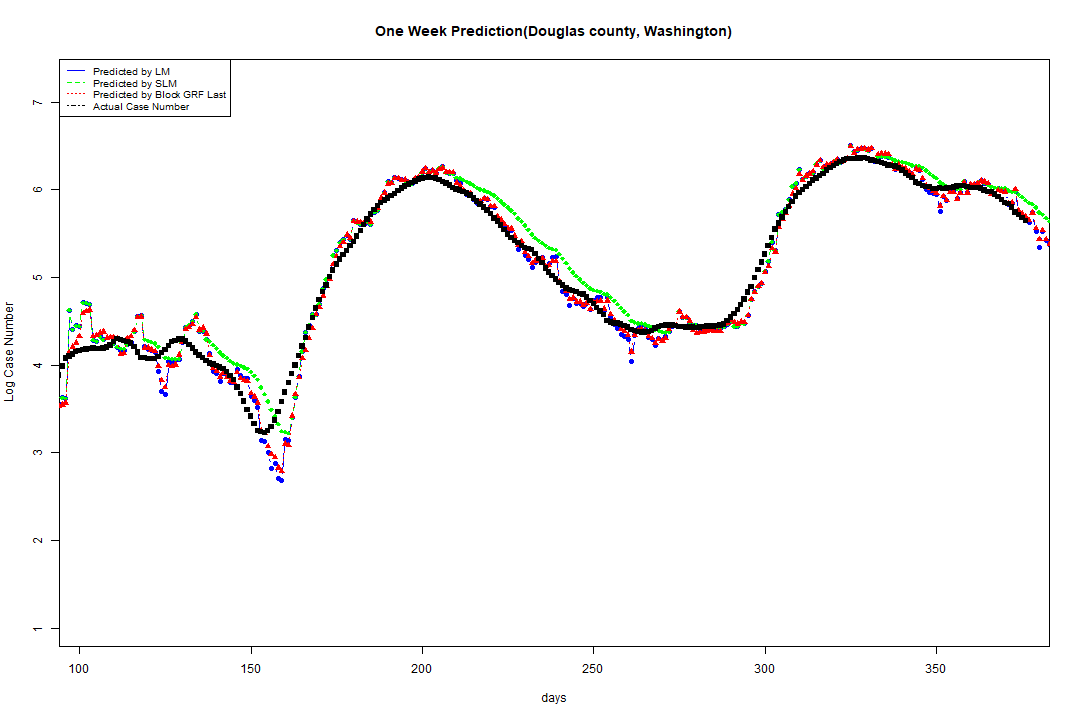 One Week Prediction(Douglas county, Washington)
Predicted by LM
Predicted by SLM
Predicted by Block GRF Last
Actual Case Number
7
6
5
4
3
2
1
Log Case Number
100 150 200 250 300 350
days